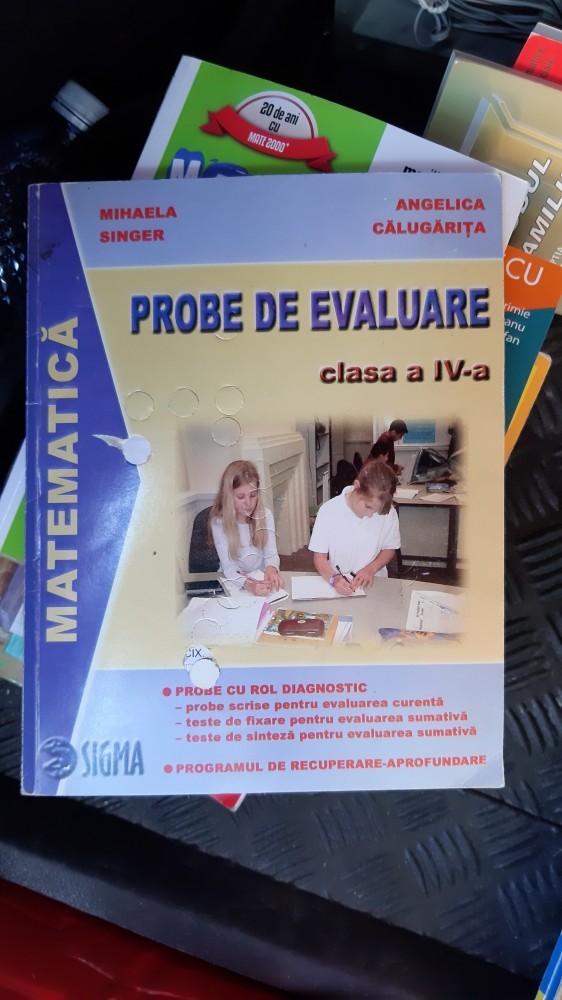 20 de ani
CU
MATE 2000+
MIHAELA
SINGER
ANGELICA
CĂLUGĂRIȚA
PROBE DE EVALUARE
clasa a IV-a
MATEMATICĂ
CIX
PROBE CU ROL DIAGNOSTIC
– probe scrise pentru evaluarea curentă
– teste de fixare pentru evaluarea sumativă
– teste de sinteză pentru evaluarea sumativă
PROGRAMUL DE RECUPERARE-APROFUNDARE
SIGMA
CU